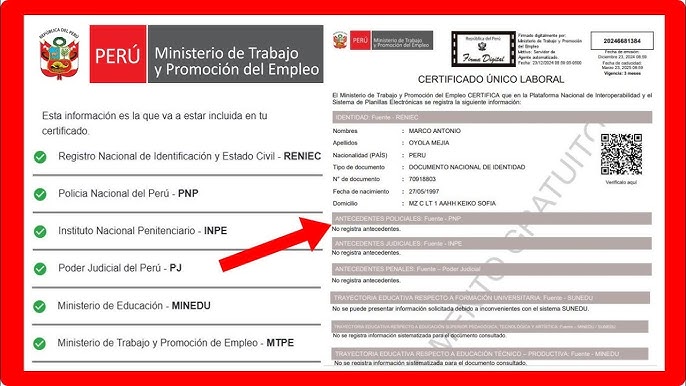 REPÚBLICA DEL PERÚ
PERÚ
Ministerio de Trabajo
y Promoción del Empleo
Esta información es la que va a estar incluida en tu
certificado.
Registro Nacional de Identificación y Estado Civil - RENIEC
Policia Nacional del Perú - PNP
Instituto Nacional Penitenciario - INPE
Poder Judicial del Perú - PJ
Ministerio de Educación - MINEDU
Ministerio de Trabajo y Promoción de Empleo - MTPE
PERÚ
Ministerio de Trabajo
y Promoción del Empleo
República del Perú
Firma Digital
Firmado digitalmente por:
Ministerio de Trabajo y Promoción
del Empleo
Motivo: Servidor de
Agente automatizado.
Fecha: 23/12/2024 08:59:05-0500
20246681384
Fecha de emisión:
Diciembre 23, 2024 08:59
Fecha de caducidad:
Marzo 23, 2025 08:59
Vigencia: 3 meses
CERTIFICADO ÚNICO LABORAL
El Ministerio de Trabajo y Promoción del Empleo CERTIFICA que en la Plataforma Nacional de Interoperabilidad y el
Sistema de Planillas Electrónicas se registra la siguiente información:
IDENTIDAD: Fuente - RENIEC
Nombres : MARCO ANTONIO
Apellidos : OYOLA MEJIA
Nacionalidad (PAÍS) : PERU
Tipo de documento : DOCUMENTO NACIONAL DE IDENTIDAD
N° de documento : 70918803
Fecha de nacimiento : 27/05/1997
Domicilio : MZ C LT 1 AAHH KEIKO SOFIA
Verifícalo aquí
ANTECEDENTES POLICIALES: Fuente - PNP
No registra antecedentes.
ANTECEDENTES JUDICIALES: Fuente - INPE
No registra antecedentes.
ANTECEDENTES PENALES: Fuente – Poder Judicial
No registra antecedentes.
TRAYECTORIA EDUCATIVA RESPECTO A FORMACIÓN UNIVERSITARIA: Fuente - SUNEDU
No se puede presentar información solicitada debido a inconvenientes con el sistema SUNEDU.
TRAYECTORIA EDUCATIVA RESPECTO A EDUCACIÓN SUPERIOR PEDAGÓGICA, TECNOLÓGICA Y ARTÍSTICA: Fuente - MINEDU / SUNEDU
No se registra información sistematizada para el documento consultado.
TRAYECTORIA EDUCATIVA RESPECTO A EDUCACIÓN TÉCNICO – PRODUCTIVA: Fuente - MINEDU
No se registra información sistematizada para el documento consultado.
GRATUITO